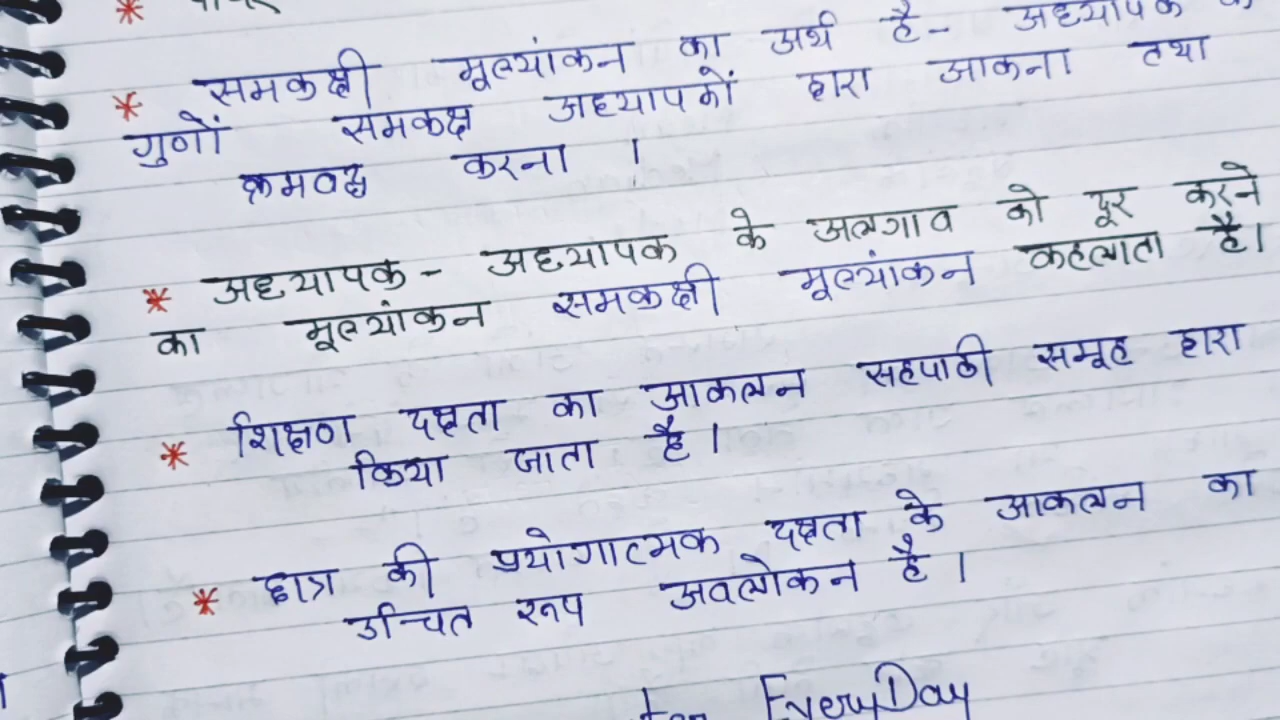 * समकक्षी मूल्यांकन का अर्थ है- अध्यापक के
गुणों समकक्ष अध्यापकों द्वारा आकना तथा
क्रमवद्ध करना ।
* अध्यापक - अध्यापक के अलगाव को दूर करने
का मूल्यांकन समकक्षी मूल्यांकन कहलाता है।
* शिक्षण दक्षता का आकलन सहपाठी समूह द्वारा
किया जाता है।
* छात्र की प्रयोगात्मक दक्षता के आकलन का
उचित रूप अवलोकन है।
EveryDay